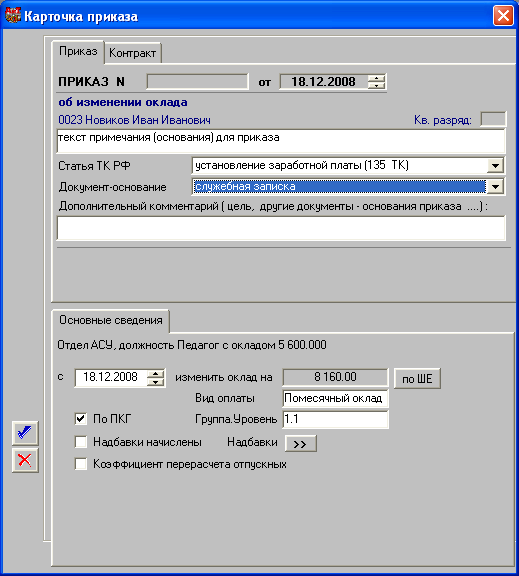 Карточка приказа
Приказ Контракт
ПРИКАЗ N от 18.12.2008
об изменении оклада
0023 Новиков Иван Иванович Кв. разряд:
текст примечания (основания) для приказа
Статья ТК РФ установление заработной платы (135 ТК)
Документ-основание служебная записка
Дополнительный комментарий ( цель, другие документы - основания приказа ....) :
Основные сведения
Отдел АСУ, должность Педагог с окладом 5 600.000
с 18.12.2008 изменить оклад на 8 160.00 по ШЕ
Вид оплаты Помесячный оклад
По ПКГ Группа.Уровень 1.1
Надбавки начислены Надбавки >>
Коэффициент перерасчета отпускных